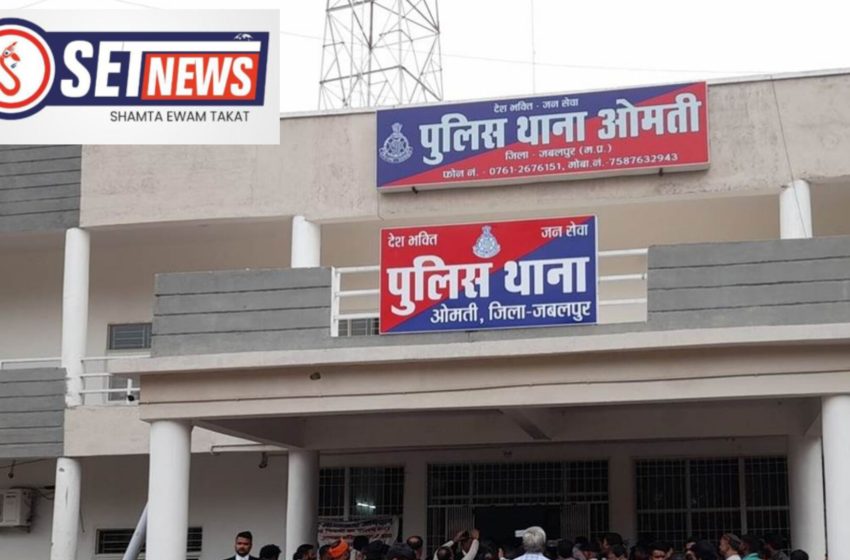 SETNEWS
SHAMTA EWAM TAKAT
देश भक्ति - जन सेवा
पुलिस थाना ओमती
जिला - जबलपुर (म.प्र.)
फोन नं. - 0761-2676151, मोबा.नं.-7587632943
देश भक्ति जन सेवा
पुलिस थाना
ओमती, जिला-जबलपुर